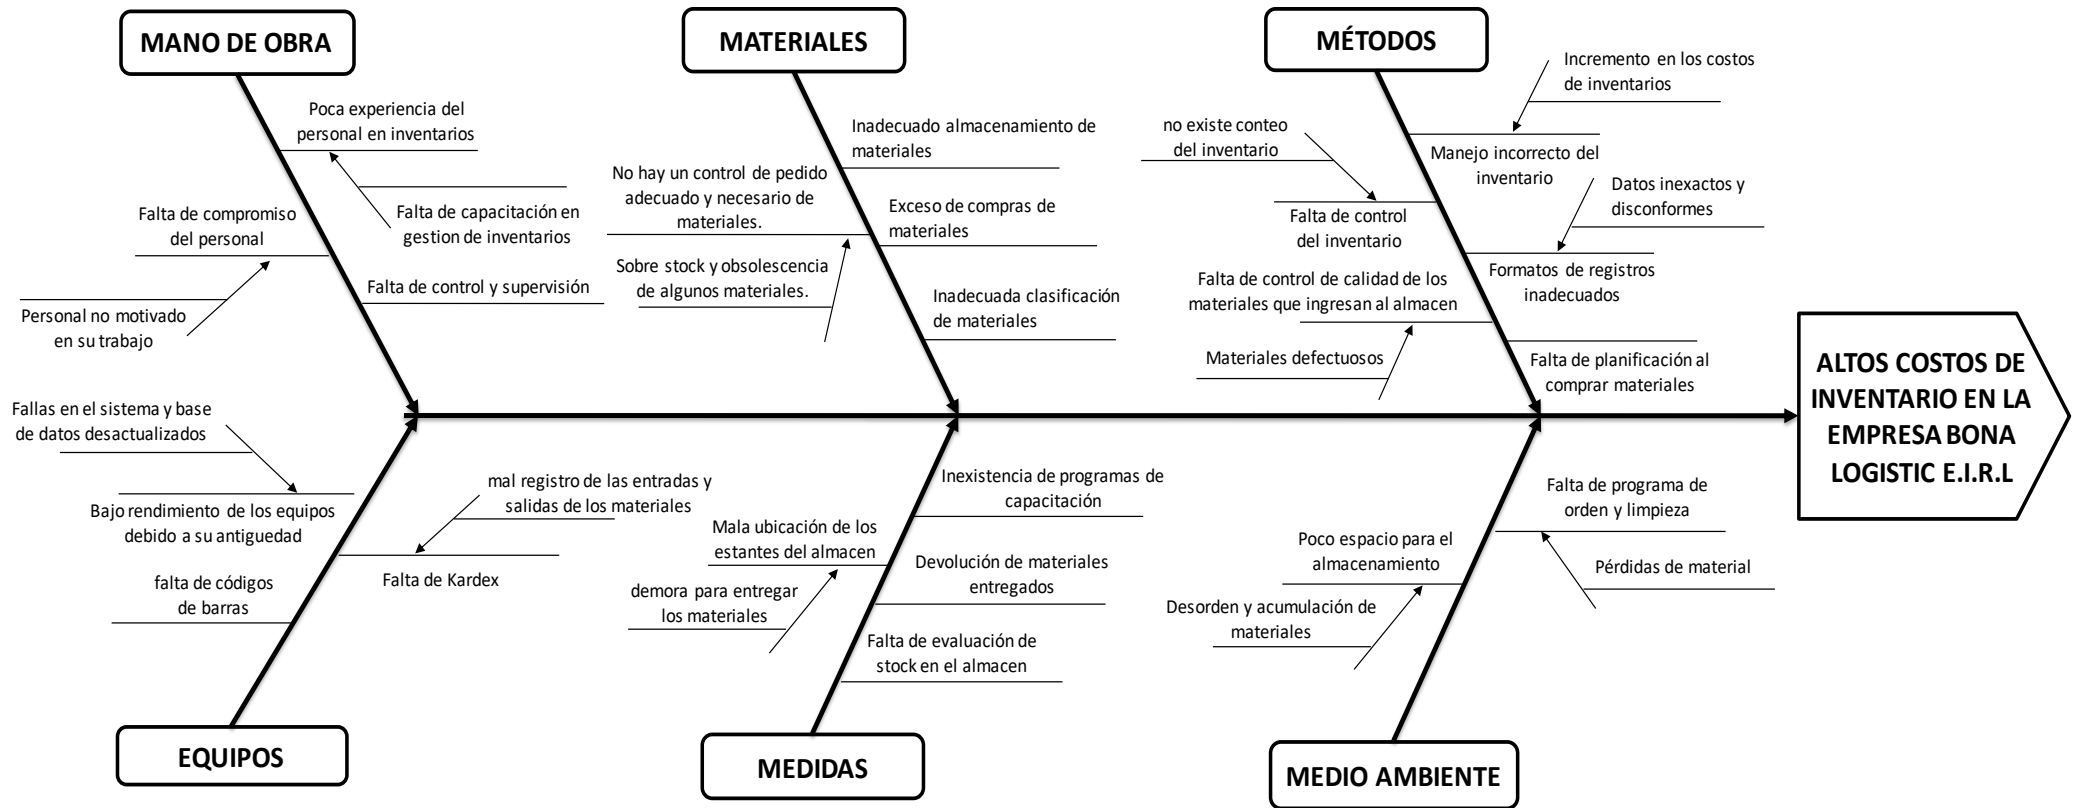 MANO DE OBRA
Poca experiencia del
personal en inventarios
Falta de capacitación en
gestion de inventarios
Falta de compromiso
del personal
Personal no motivado
en su trabajo
Falta de control y supervisión
MATERIALES
Inadecuado almacenamiento de
materiales
No hay un control de pedido
adecuado y necesario de
materiales.
Sobre stock y obsolescencia
de algunos materiales.
Exceso de compras de
materiales
Inadecuada clasificación
de materiales
MÉTODOS
Incremento en los costos
de inventarios
Manejo incorrecto del
inventario
no existe conteo
del inventario
Falta de control
del inventario
Datos inexactos y
disconformes
Formatos de registros
inadecuados
Falta de control de calidad de los
materiales que ingresan al almacen
Materiales defectuosos
Falta de planificación al
comprar materiales
ALTOS COSTOS DE
INVENTARIO EN LA
EMPRESA BONA
LOGISTIC E.I.R.L
Fallas en el sistema y base
de datos desactualizados
Bajo rendimiento de los equipos
debido a su antiguedad
mal registro de las entradas y
salidas de los materiales
Falta de Kardex
falta de códigos
de barras
EQUIPOS
Inexistencia de programas de
capacitación
Mala ubicación de los
estantes del almacen
demora para entregar
los materiales
Devolución de materiales
entregados
Falta de evaluación de
stock en el almacen
MEDIDAS
Falta de programa de
orden y limpieza
Pérdidas de material
Poco espacio para el
almacenamiento
Desorden y acumulación de
materiales
MEDIO AMBIENTE